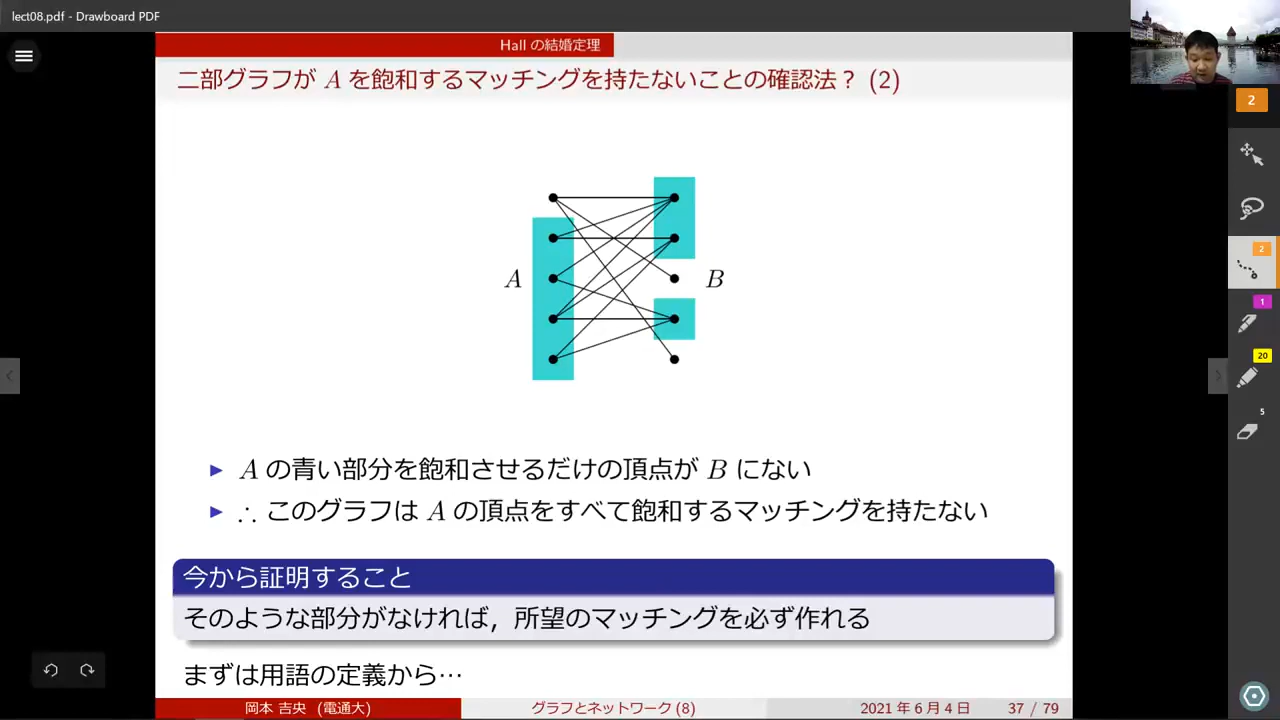 lect08.pdf - Drawboard PDF
Hall の結婚定理
二部グラフが A を飽和するマッチングを持たないことの確認法？ (2)
2
2
1
20
5
A
B
▶ A の青い部分を飽和させるだけの頂点が B にない
▶ ∴ このグラフは A の頂点をすべて飽和するマッチングを持たない
今から証明すること
そのような部分がなければ，所望のマッチングを必ず作れる
まずは用語の定義から…
岡本 吉央 (電通大)
グラフとネットワーク (8)
2021 年 6 月 4 日
37 / 79